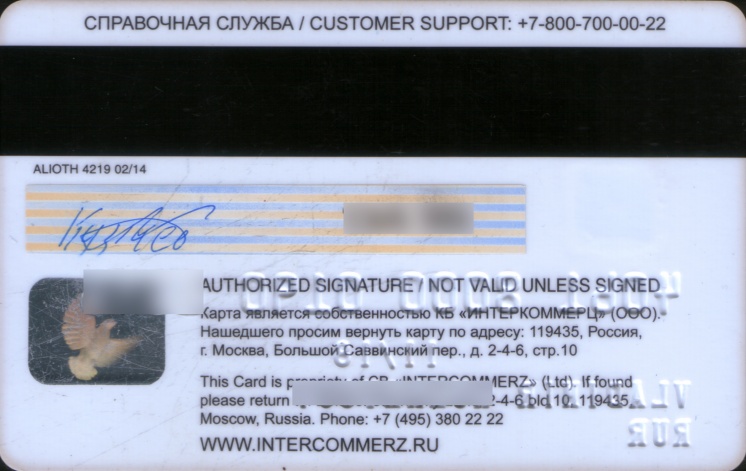 СПРАВОЧНАЯ СЛУЖБА / CUSTOMER SUPPORT: +7-800-700-00-22
ALIOTH 4219 02/14
AUTHORIZED SIGNATURE / NOT VALID UNLESS SIGNED
Карта является собственностью КБ «ИНТЕРКОММЕРЦ» (ООО).
Нашедшего просим вернуть карту по адресу: 119435, Россия,
г. Москва, Большой Саввинский пер., д. 2-4-6, стр.10
This Card is propriety of CB «INTERCOMMERZ» (Ltd). If found
please return 2-4-6 bld.10, 119435,
Moscow, Russia. Phone: +7 (495) 380 22 22
WWW.INTERCOMMERZ.RU
RUR